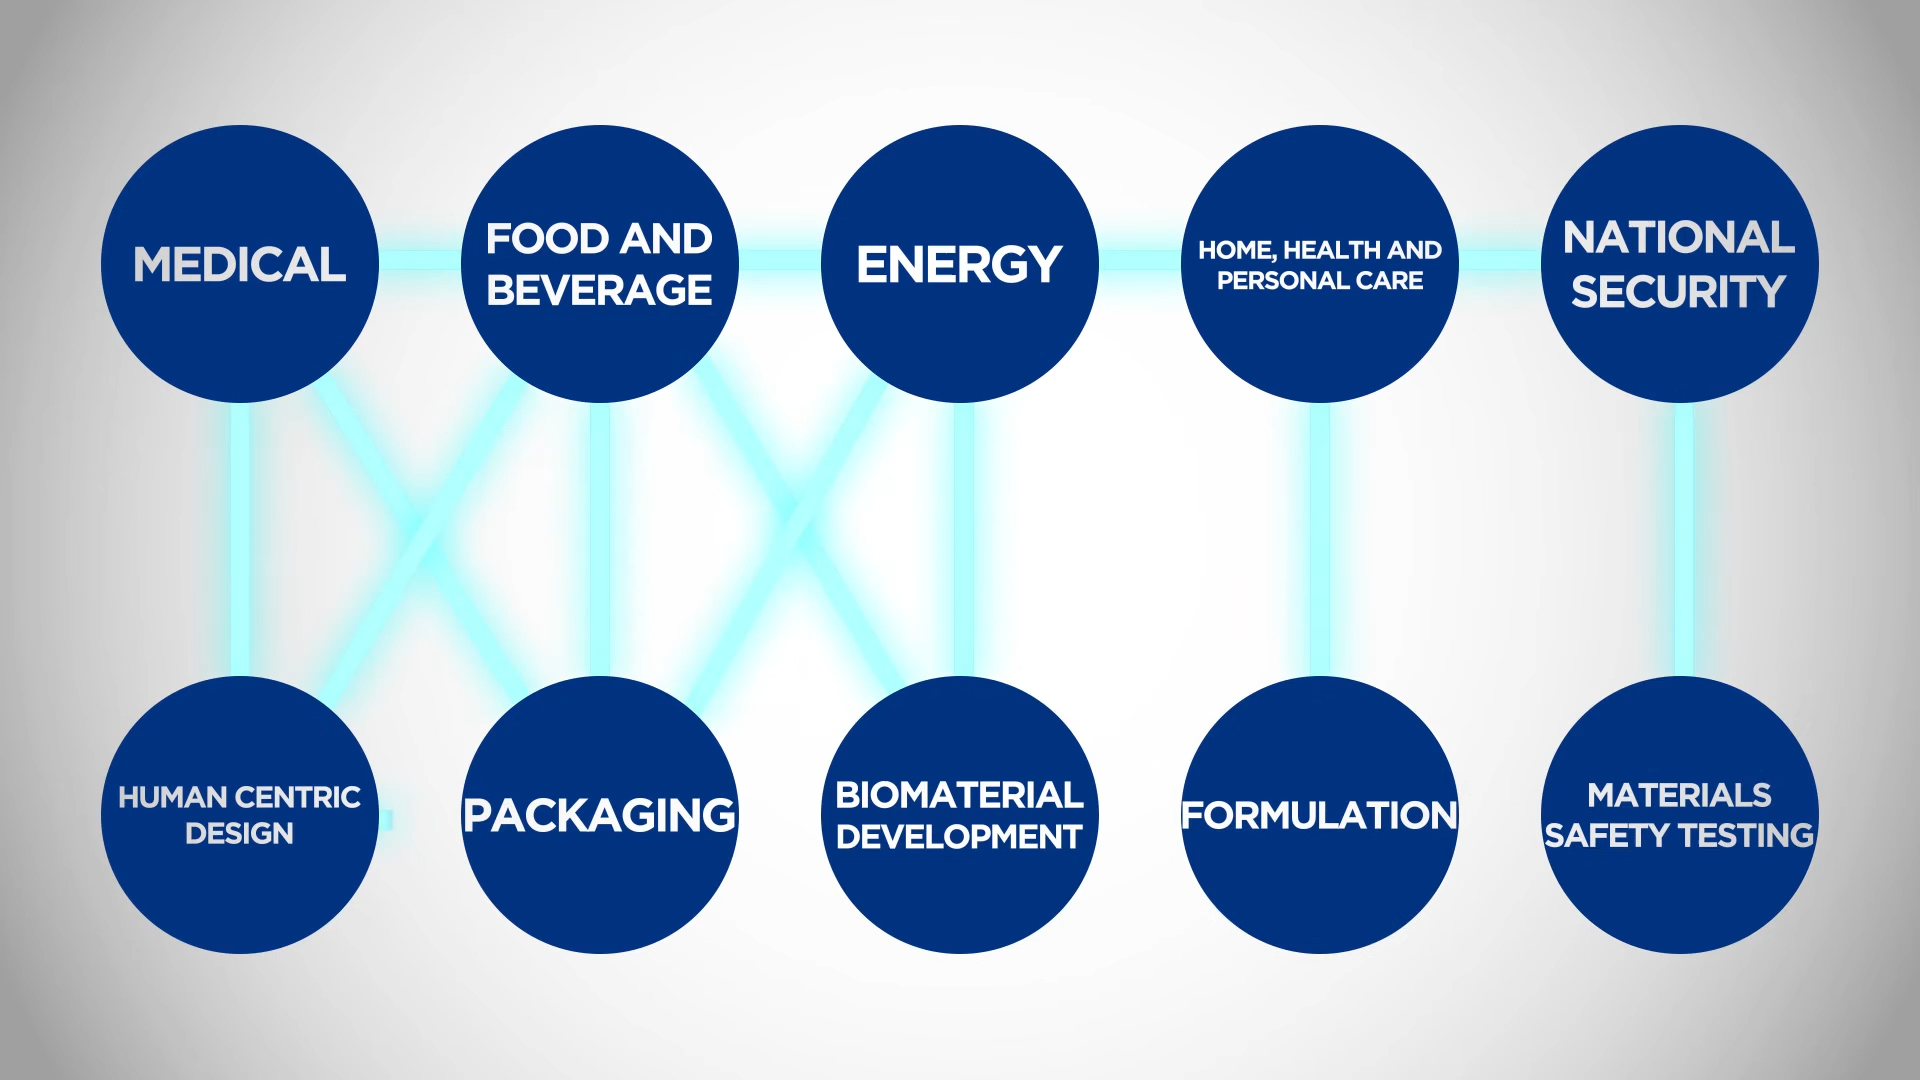 MEDICAL
FOOD AND
BEVERAGE
ENERGY
HOME, HEALTH AND
PERSONAL CARE
NATIONAL
SECURITY
HUMAN CENTRIC
DESIGN
PACKAGING
BIOMATERIAL
DEVELOPMENT
FORMULATION
MATERIALS
SAFETY TESTING